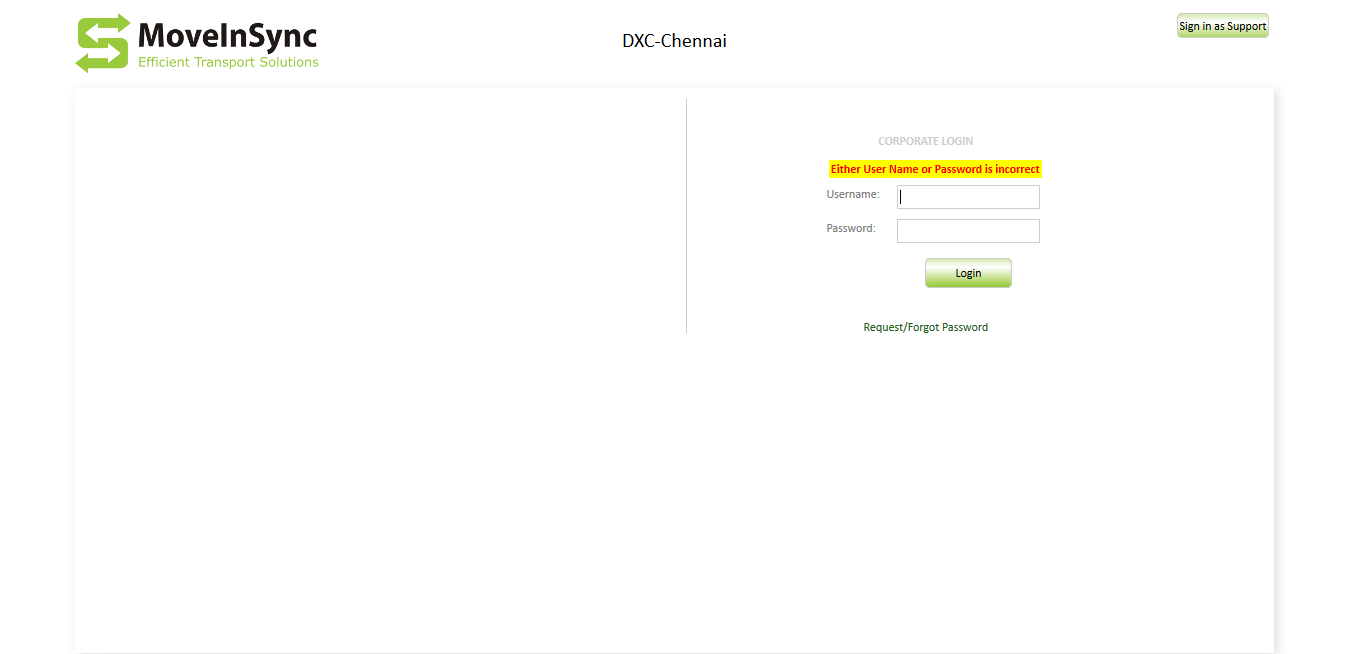 MoveInSync
Efficient Transport Solutions
DXC-Chennai
Sign in as Support
CORPORATE LOGIN
Either User Name or Password is incorrect
Username:
Password:
Login
Request/Forgot Password